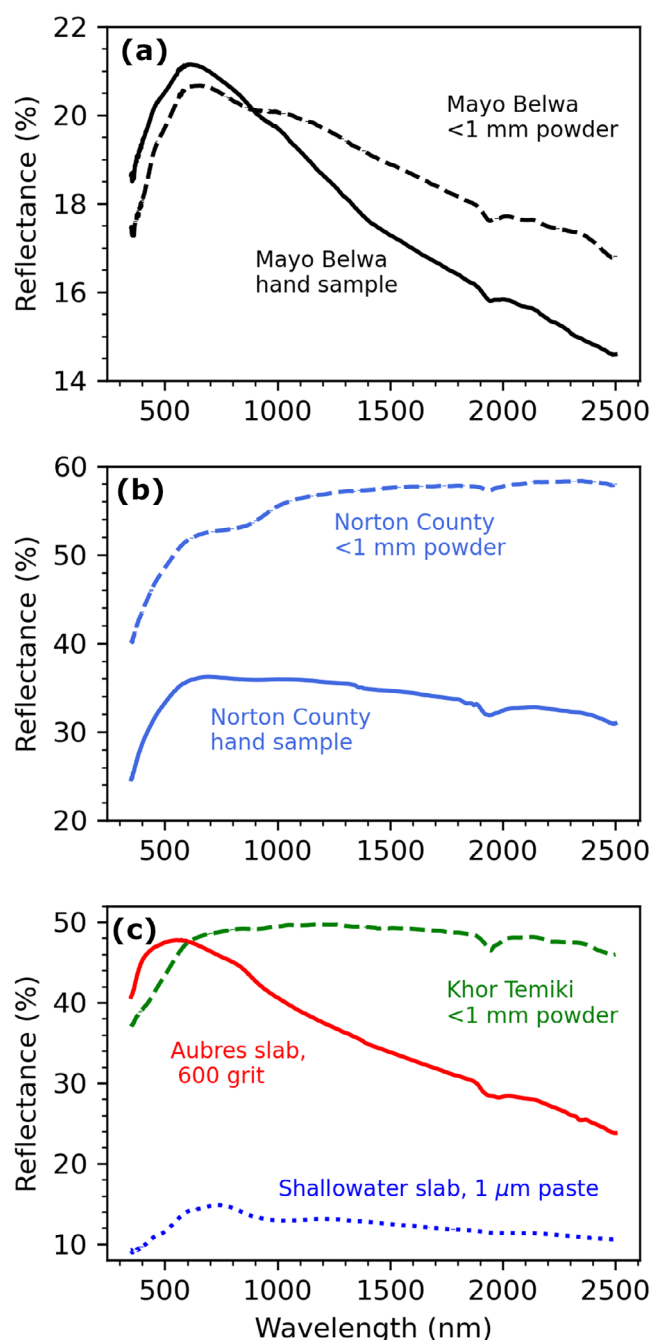 (a)
22
20
18
16
14
Reflectance (%)
Mayo Belwa
<1 mm powder
Mayo Belwa
hand sample
500 1000 1500 2000 2500
(b)
60
50
40
30
20
Reflectance (%)
Norton County
<1 mm powder
Norton County
hand sample
500 1000 1500 2000 2500
(c)
50
40
30
20
10
Reflectance (%)
Khor Temiki
<1 mm powder
Aubres slab,
600 grit
Shallowater slab, 1 μm paste
500 1000 1500 2000 2500
Wavelength (nm)